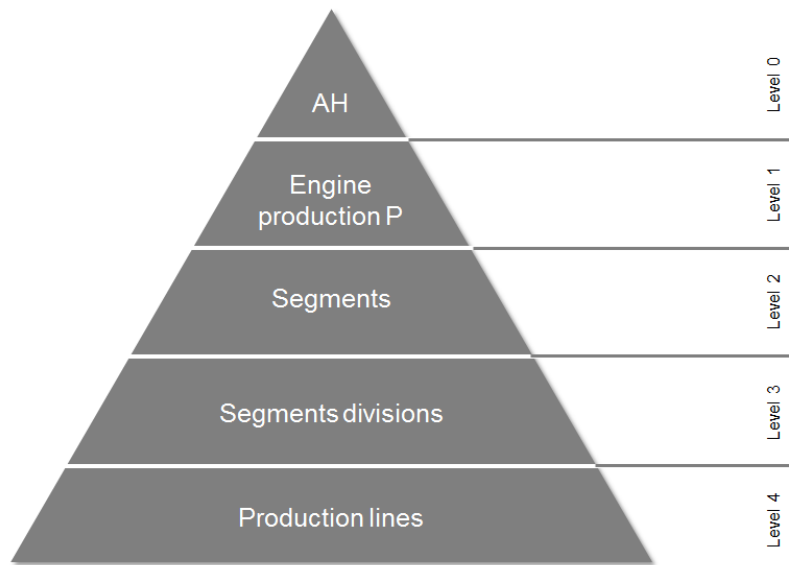 AH
Level 0
Engine
production P
Level 1
Segments
Level 2
Segments divisions
Level 3
Production lines
Level 4